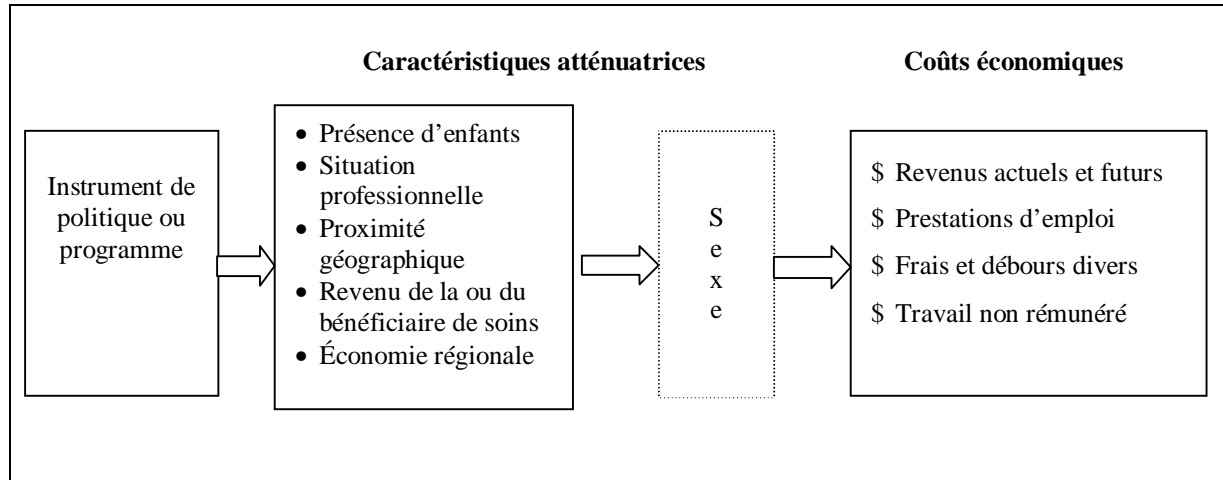 Caractéristiques atténuatrices
Coûts économiques
Instrument de
politique ou
programme
• Présence d’enfants
• Situation
professionnelle
• Proximité
géographique
• Revenu de la ou du
bénéficiaire de soins
• Économie régionale
S
e
x
e
$ Revenus actuels et futurs
$ Prestations d’emploi
$ Frais et débours divers
$ Travail non rémunéré